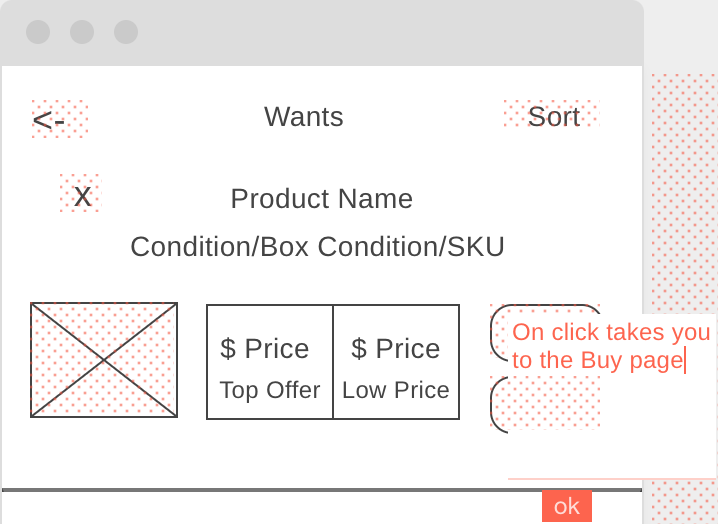 <-
Wants
Sort
X
Product Name
Condition/Box Condition/SKU
$ Price
$ Price
Top Offer
Low Price
On click takes you
to the Buy page
ok